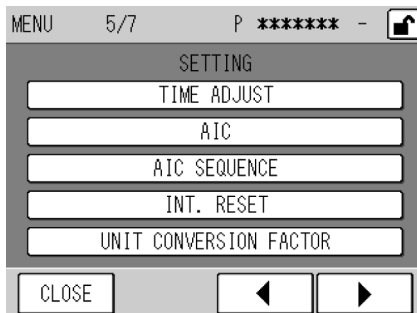 MENU 5/7 P ******* -
SETTING
TIME ADJUST
AIC
AIC SEQUENCE
INT. RESET
UNIT CONVERSION FACTOR
CLOSE